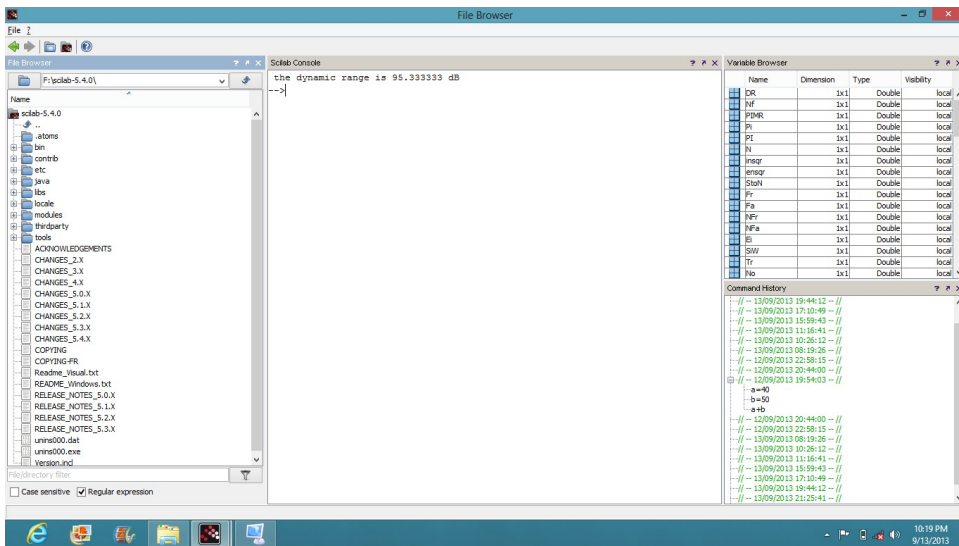 File Browser
File ?
File Browser
F:\scilab-5.4.0\
Name
scilab-5.4.0
..
.atoms
bin
contrib
etc
java
libs
locale
modules
thirdparty
tools
ACKNOWLEDGEMENTS
CHANGES_2.X
CHANGES_3.X
CHANGES_4.X
CHANGES_5.0.X
CHANGES_5.1.X
CHANGES_5.2.X
CHANGES_5.3.X
CHANGES_5.4.X
COPYING
COPYING-FR
Readme_Visual.txt
README_Windows.txt
RELEASE_NOTES_5.0.X
RELEASE_NOTES_5.1.X
RELEASE_NOTES_5.2.X
RELEASE_NOTES_5.3.X
unins000.dat
unins000.exe
Version.incl
File/directory filter
Case sensitive Regular expression
Scilab Console
the dynamic range is 95.333333 dB
-->
Variable Browser
Name Dimension Type Visibility
DR 1x1 Double local
Nf 1x1 Double local
PIMR 1x1 Double local
Pi 1x1 Double local
PI 1x1 Double local
N 1x1 Double local
insqr 1x1 Double local
ensqr 1x1 Double local
StoN 1x1 Double local
Fr 1x1 Double local
Fa 1x1 Double local
NFr 1x1 Double local
NFa 1x1 Double local
Ei 1x1 Double local
SiW 1x1 Double local
Tr 1x1 Double local
No 1x1 Double local
Command History
// -- 13/09/2013 19:44:12 -- //
// -- 13/09/2013 17:10:49 -- //
// -- 13/09/2013 15:59:43 -- //
// -- 13/09/2013 11:16:41 -- //
// -- 13/09/2013 10:26:12 -- //
// -- 13/09/2013 08:19:26 -- //
// -- 12/09/2013 22:58:15 -- //
// -- 12/09/2013 20:44:00 -- //
// -- 12/09/2013 19:54:03 -- //
a=40
b=50
a+b
// -- 12/09/2013 20:44:00 -- //
// -- 12/09/2013 22:58:15 -- //
// -- 13/09/2013 08:19:26 -- //
// -- 13/09/2013 10:26:12 -- //
// -- 13/09/2013 11:16:41 -- //
// -- 13/09/2013 15:59:43 -- //
// -- 13/09/2013 17:10:49 -- //
// -- 13/09/2013 19:44:12 -- //
// -- 13/09/2013 21:25:41 -- //
10:19 PM
9/13/2013